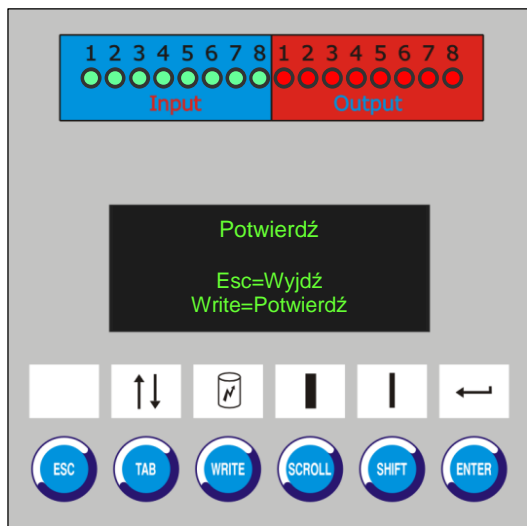 1 2 3 4 5 6 7 8 1 2 3 4 5 6 7 8
Input Output
Potwierdź
Esc=Wyjdź
Write=Potwierdź
ESC TAB WRITE SCROLL SHIFT ENTER